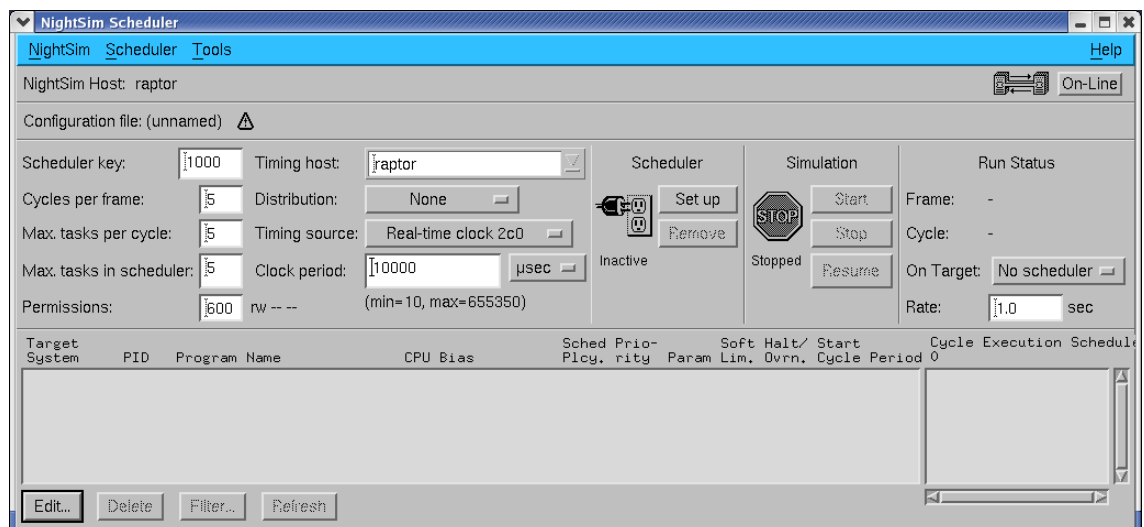 NightSim Scheduler
NightSim Scheduler Tools Help
NightSim Host: raptor On-Line
Configuration file: (unnamed)
Scheduler key: 1000 Timing host: raptor Scheduler Simulation Run Status
Cycles per frame: 5 Distribution: None Set up STOP Start Frame: -
Max. tasks per cycle: 5 Timing source: Real-time clock 2c0 Remove Stop Cycle: -
Max. tasks in scheduler: 5 Clock period: 10000 µsec Inactive Stopped Resume On Target: No scheduler
Permissions: 600 rw -- -- (min=10, max=655350) Rate: 1.0 sec
Target Sched Prio- Soft Halt/ Start Cycle Execution Schedule
System PID Program Name CPU Bias Plcy. rity Param Lim. Ovrn. Cycle Period 0
Edit... Delete Filter... Refresh